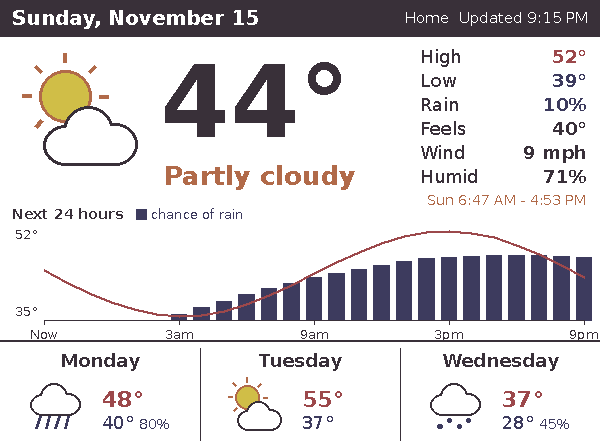 Sunday, November 15
Home Updated 9:15 PM
44°
Partly cloudy
High 52°
Low 39°
Rain 10%
Feels 40°
Wind 9 mph
Humid 71%
Sun 6:47 AM - 4:53 PM
Next 24 hours chance of rain
52°
35°
Now 3am 9am 3pm 9pm
Monday Tuesday Wednesday
48° 55° 37°
40° 80% 37° 28° 45%